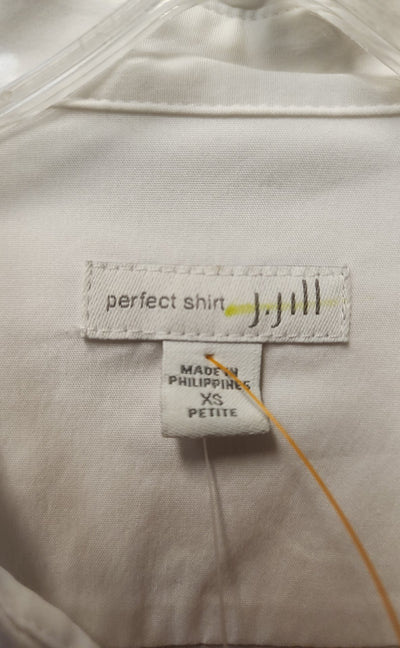 perfect shirt J.Jill
MADE IN
PHILIPPINES
XS
PETITE